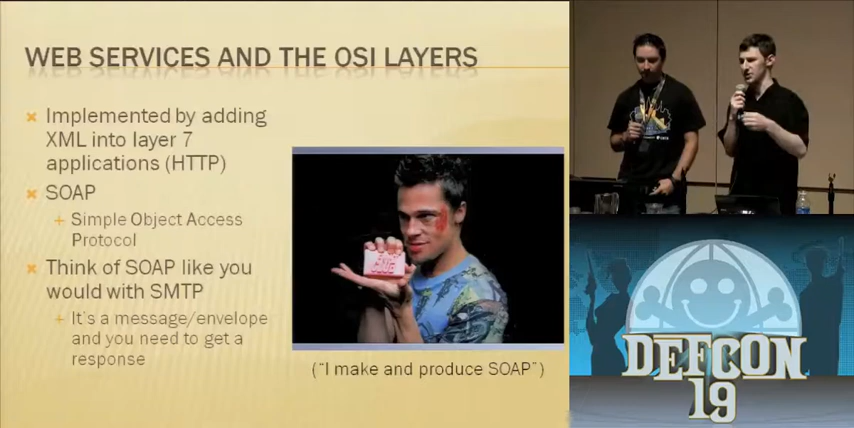 WEB SERVICES AND THE OSI LAYERS
Implemented by adding
XML into layer 7
applications (HTTP)
SOAP
Simple Object Access
Protocol
Think of SOAP like you
would with SMTP
It's a message/envelope
and you need to get a
response
FIGHT
CLUB
("I make and produce SOAP")
DEFCON
19